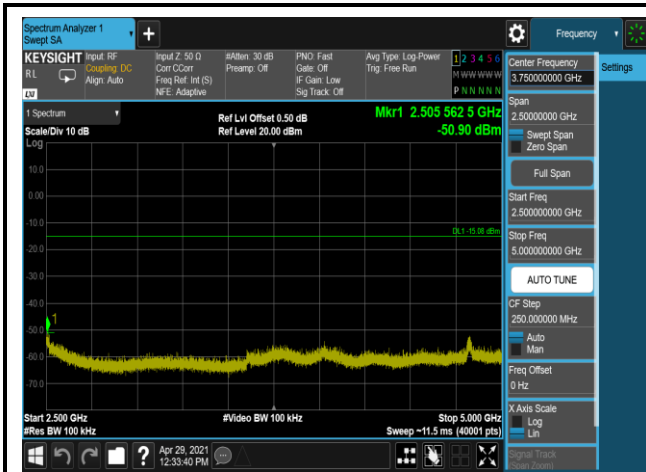 Spectrum Analyzer 1
Swept SA
+
Frequency
KEYSIGHT
RL
LXI
Input: RF
Coupling: DC
Align: Auto
Input Z: 50 Ω
Corr CCorr
Freq Ref: Int (S)
NFE: Adaptive
#Atten: 30 dB
Preamp: Off
PNO: Fast
Gate: Off
IF Gain: Low
Sig Track: Off
Avg Type: Log-Power
Trig: Free Run
1 2 3 4 5 6
M W W W W W
P N N N N N
Center Frequency
3.750000000 GHz
Settings
Span
2.50000000 GHz
Swept Span
Zero Span
Full Span
Start Freq
2.500000000 GHz
Stop Freq
5.000000000 GHz
AUTO TUNE
CF Step
250.000000 MHz
Auto
Man
Freq Offset
0 Hz
X Axis Scale
Log
Lin
Signal Track
(Span Zoom)
1 Spectrum
Scale/Div 10 dB
Log
Ref Lvl Offset 0.50 dB
Ref Level 20.00 dBm
Mkr1 2.505 562 5 GHz
-50.90 dBm
10.0
0.00
-10.0
DL1 -15.08 dBm
-20.0
-30.0
-40.0
1
-50.0
-60.0
-70.0
Start 2.500 GHz
#Res BW 100 kHz
#Video BW 100 kHz
Stop 5.000 GHz
Sweep ~11.5 ms (40001 pts)
?
Apr 29, 2021
12:33:40 PM